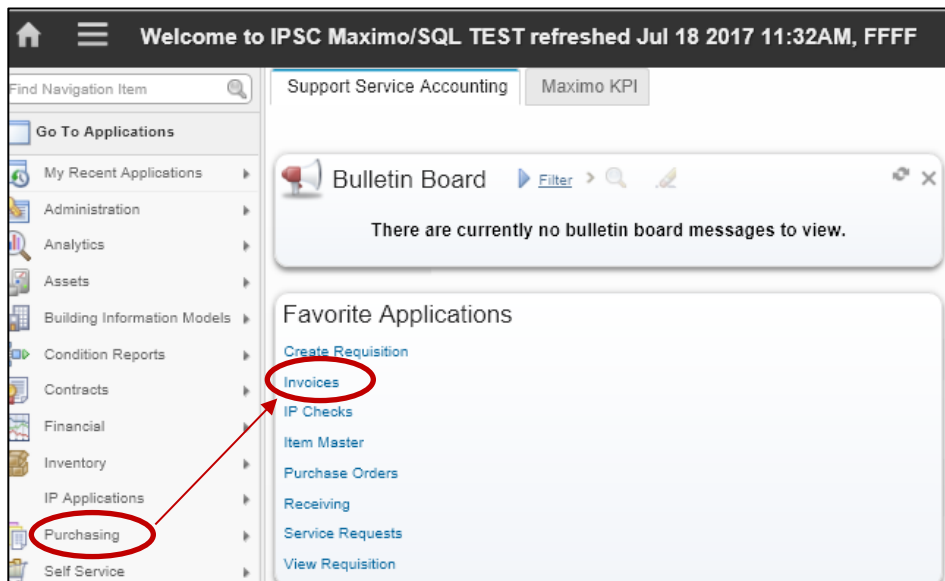 Welcome to IPSC Maximo/SQL TEST refreshed Jul 18 2017 11:32AM, FFFF
Find Navigation Item
Go To Applications
My Recent Applications
Administration
Analytics
Assets
Building Information Models
Condition Reports
Contracts
Financial
Inventory
IP Applications
Purchasing
Self Service
Support Service Accounting
Maximo KPI
Bulletin Board Filter >
There are currently no bulletin board messages to view.
Favorite Applications
Create Requisition
Invoices
IP Checks
Item Master
Purchase Orders
Receiving
Service Requests
View Requisition